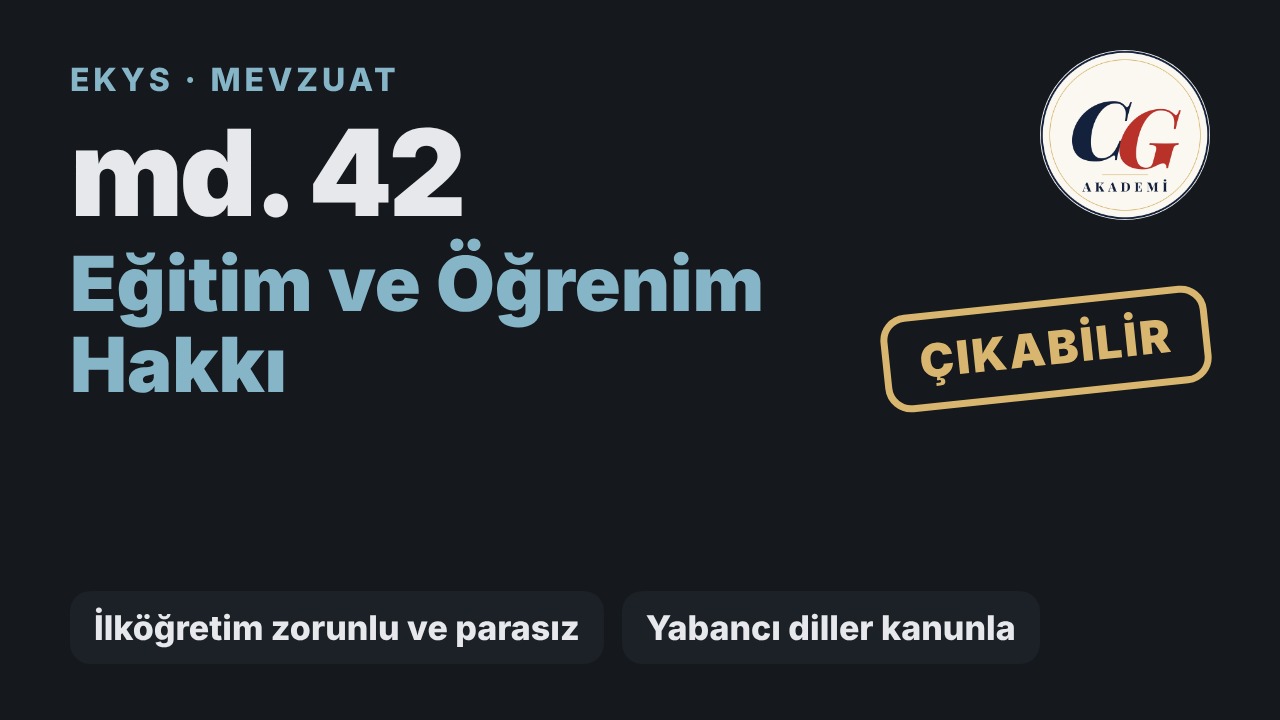 EKYS · MEVZUAT
md. 42
Eğitim ve Öğrenim
Hakkı
CG
AKADEMİ
ÇIKABİLİR
İlköğretim zorunlu ve parasız
Yabancı diller kanunla